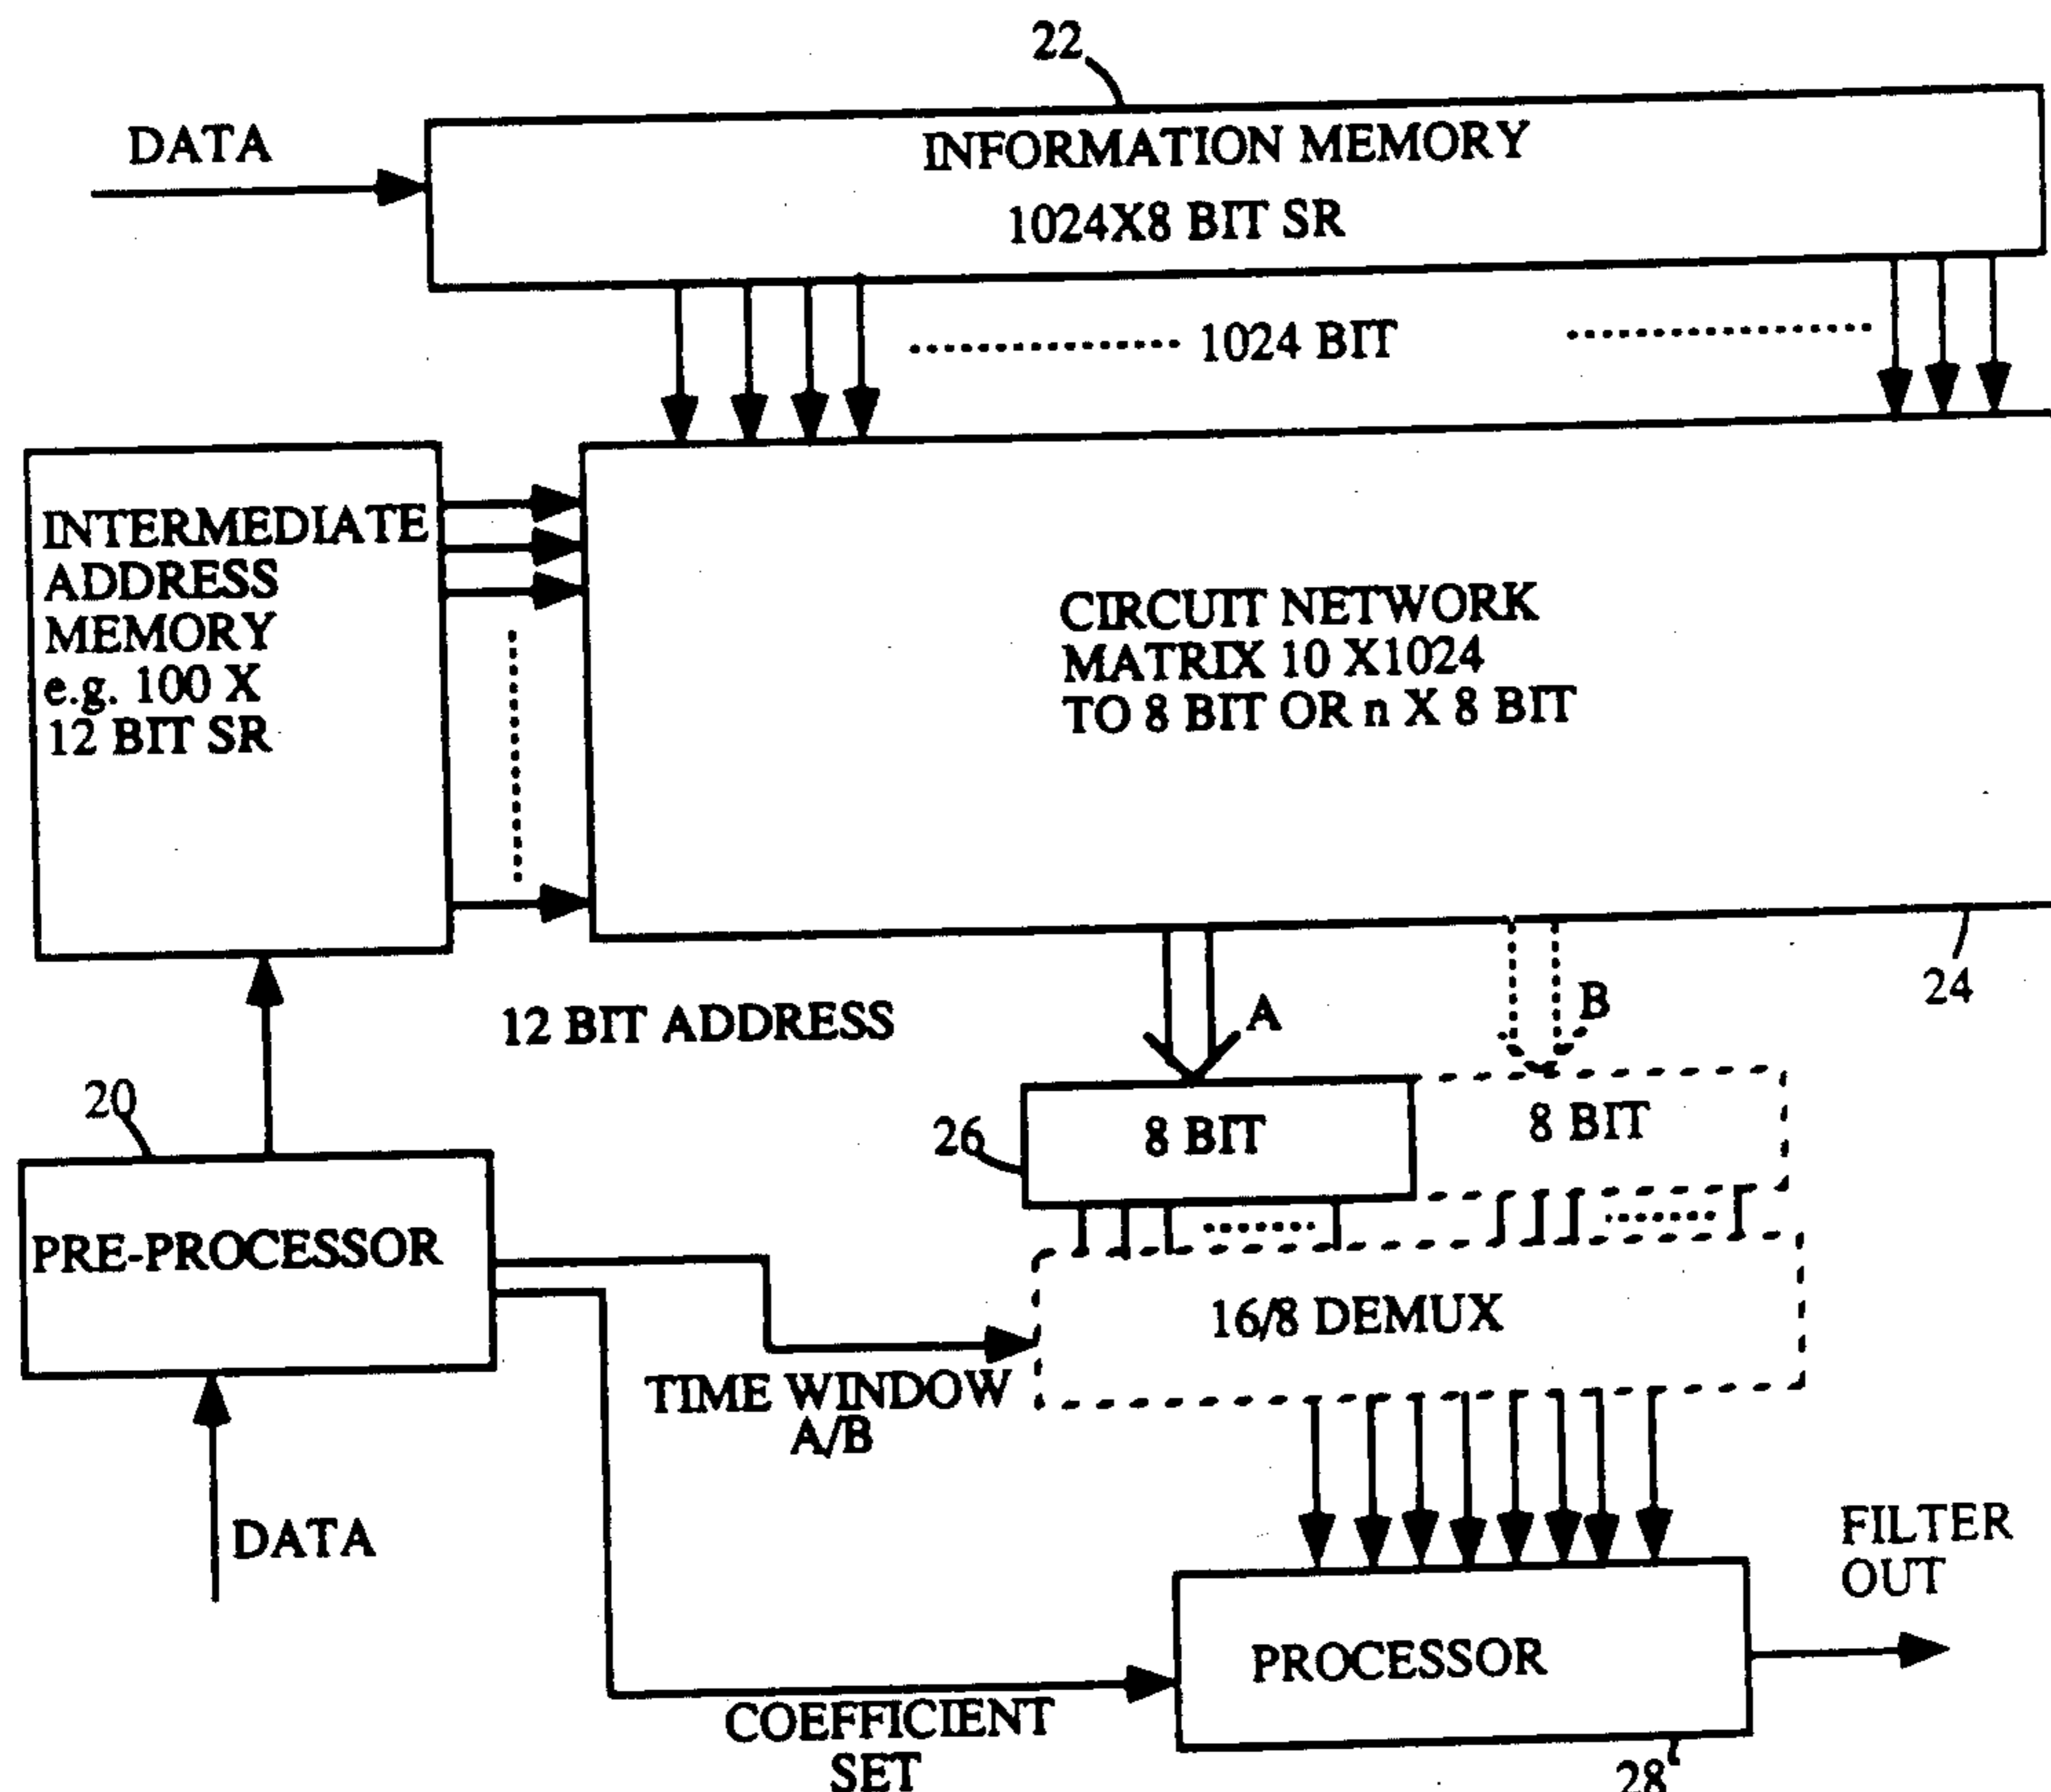 22
DATA
INFORMATION MEMORY
1024X8 BIT SR
1024 BIT
INTERMEDIATE
ADDRESS
MEMORY
e.g. 100 X
12 BIT SR
CIRCUIT NETWORK
MATRIX 10 X1024
TO 8 BIT OR n X 8 BIT
24
12 BIT ADDRESS
A
B
20
26
8 BIT
8 BIT
PRE-PROCESSOR
16/8 DEMUX
TIME WINDOW
A/B
DATA
FILTER
OUT
PROCESSOR
COEFFICIENT
SET
28